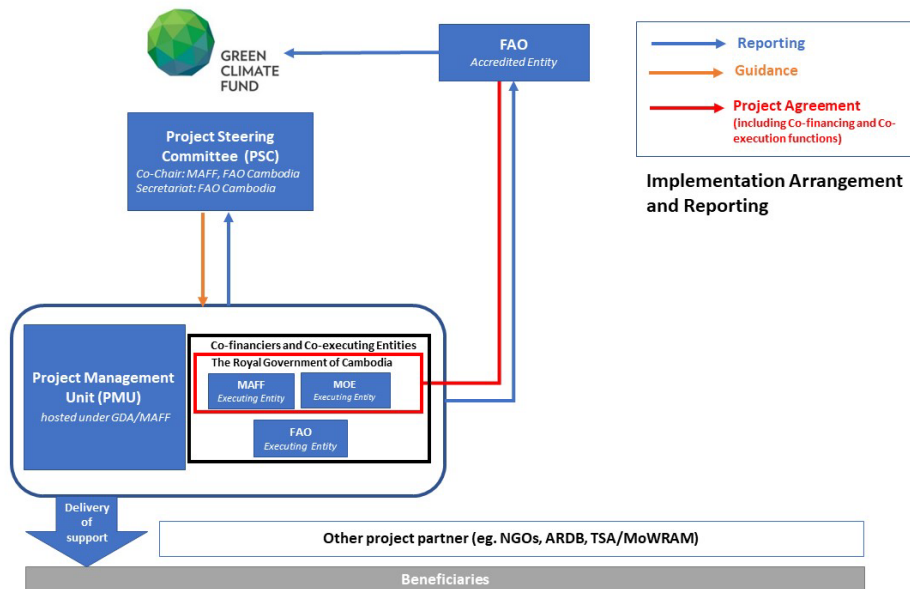 GREEN
CLIMATE
FUND
FAO
Accredited Entity
Reporting
Guidance
Project Agreement
(including Co-financing and Co-
execution functions)
Implementation Arrangement
and Reporting
Project Steering
Committee (PSC)
Co-Chair: MAFF, FAO Cambodia
Secretariat: FAO Cambodia
Project Management
Unit (PMU)
hosted under GDA/MAFF
Co-financiers and Co-executing Entities
The Royal Government of Cambodia
MAFF
Executing Entity
MOE
Executing Entity
FAO
Executing Entity
Delivery
of
support
Other project partner (eg. NGOs, ARDB, TSA/MoWRAM)
Beneficiaries